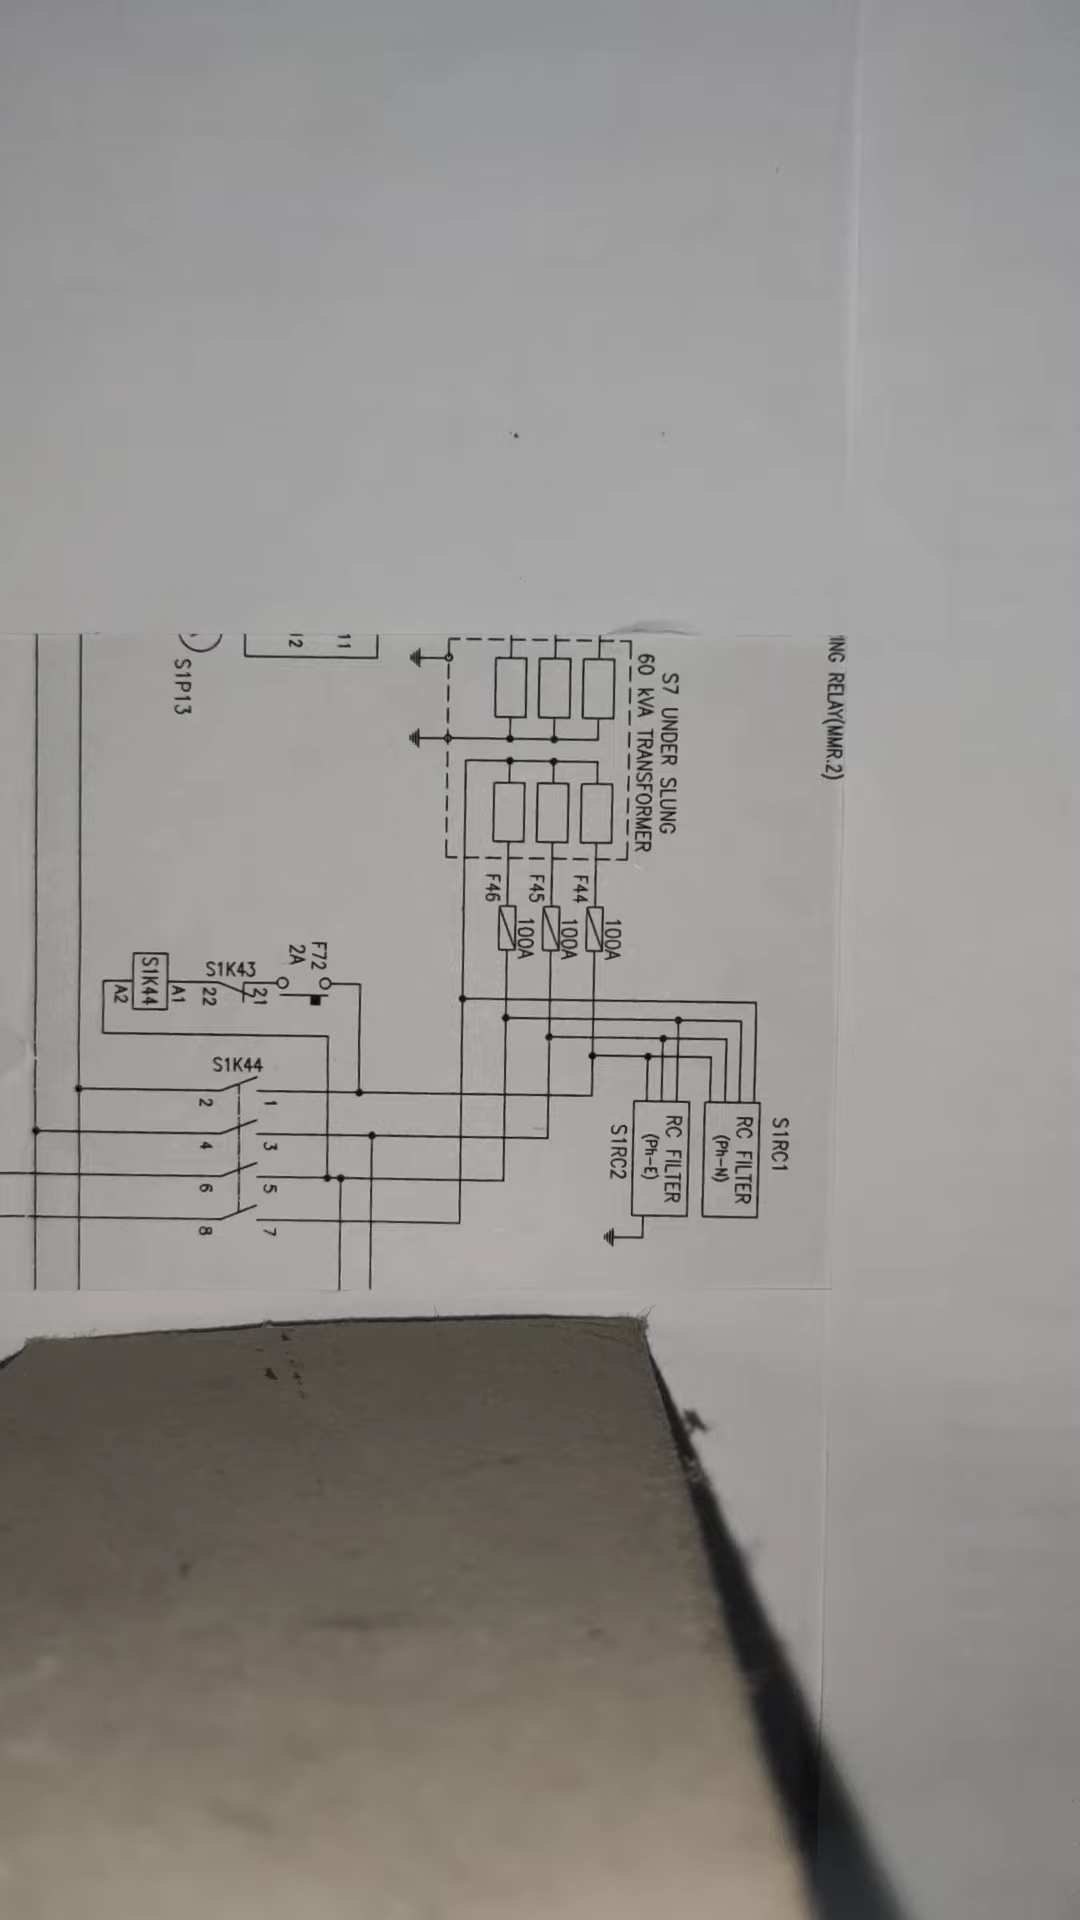 ING RELAY(MMR.2)
S7 UNDER SLUNG
60 kVA TRANSFORMER
11
12
S1P13
F44
100A
F45
100A
F46
100A
S1RC1
RC FILTER
(Ph-N)
RC FILTER
(Ph-E)
S1RC2
F72
2A
S1K43
21
22
S1K44
A1
A2
S1K44
1
2
3
4
5
6
7
8